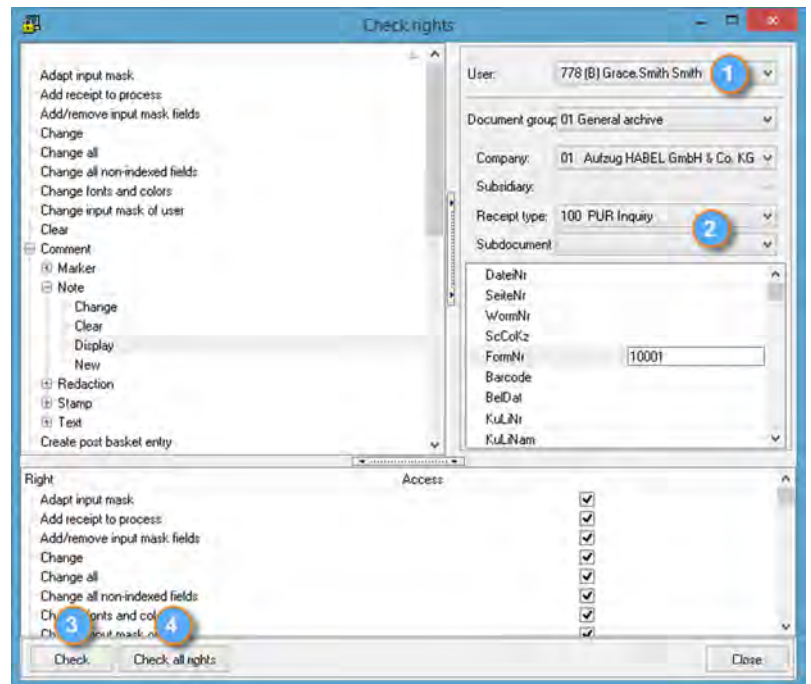 Check rights
Adapt input mask
Add receipt to process
Add/remove input mask fields
Change
Change all
Change all non-indexed fields
Change fonts and colors
Change input mask of user
Clear
Comment
Marker
Note
Change
Clear
Display
New
Redaction
Stamp
Text
Create post basket entry
User: 778 (B) Grace.Smith Smith 1
Document group 01 General archive
Company: 01 Aufzug HABEL GmbH & Co. KG
Subsidiary:
Receipt type: 100 PUR Inquiry
2
Subdocument
DateiNr
SeiteNr
WormNr
ScCoKz
FormNr 10001
Barcode
BelDat
KuLiNr
KuLiNam
Right Access
Adapt input mask
Add receipt to process
Add/remove input mask fields
Change
Change all
Change all non-indexed fields
fonts and
3 4
input mask
Check Check all rights Close